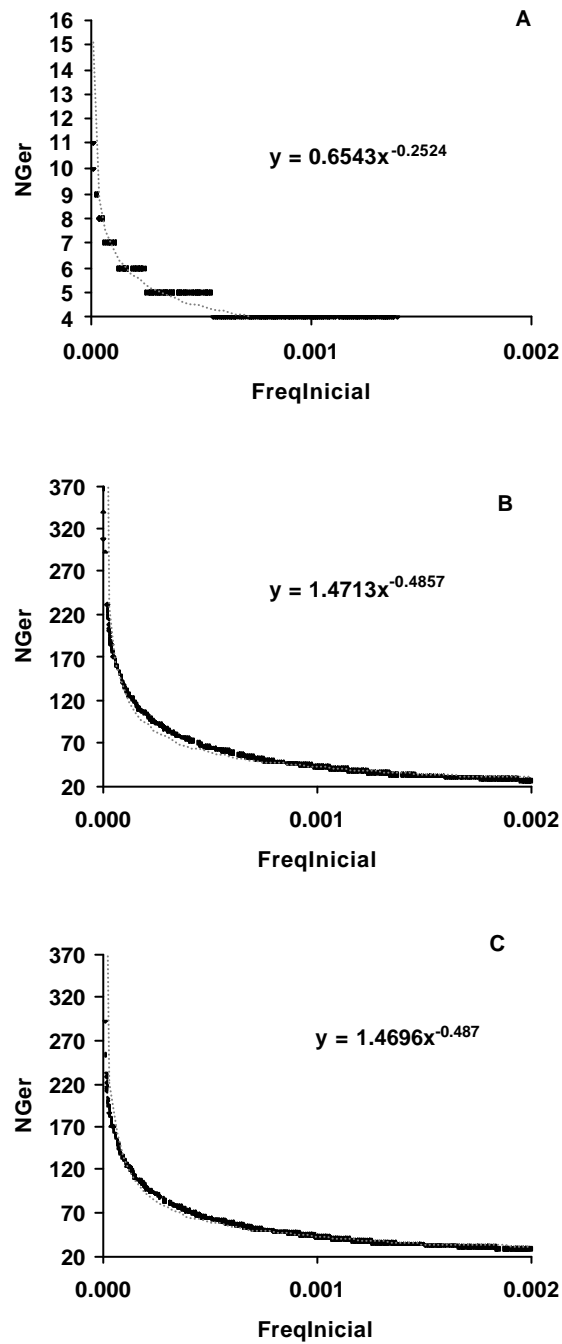 A
16
15
14
13
12
11
10
9
8
7
6
5
4
NGer
y = 0.6543x^-0.2524
0.000 0.001 0.002
FreqInicial
B
370
320
270
220
170
120
70
20
NGer
y = 1.4713x^-0.4857
0.000 0.001 0.002
FreqInicial
C
370
320
270
220
170
120
70
20
NGer
y = 1.4696x^-0.487
0.000 0.001 0.002
FreqInicial